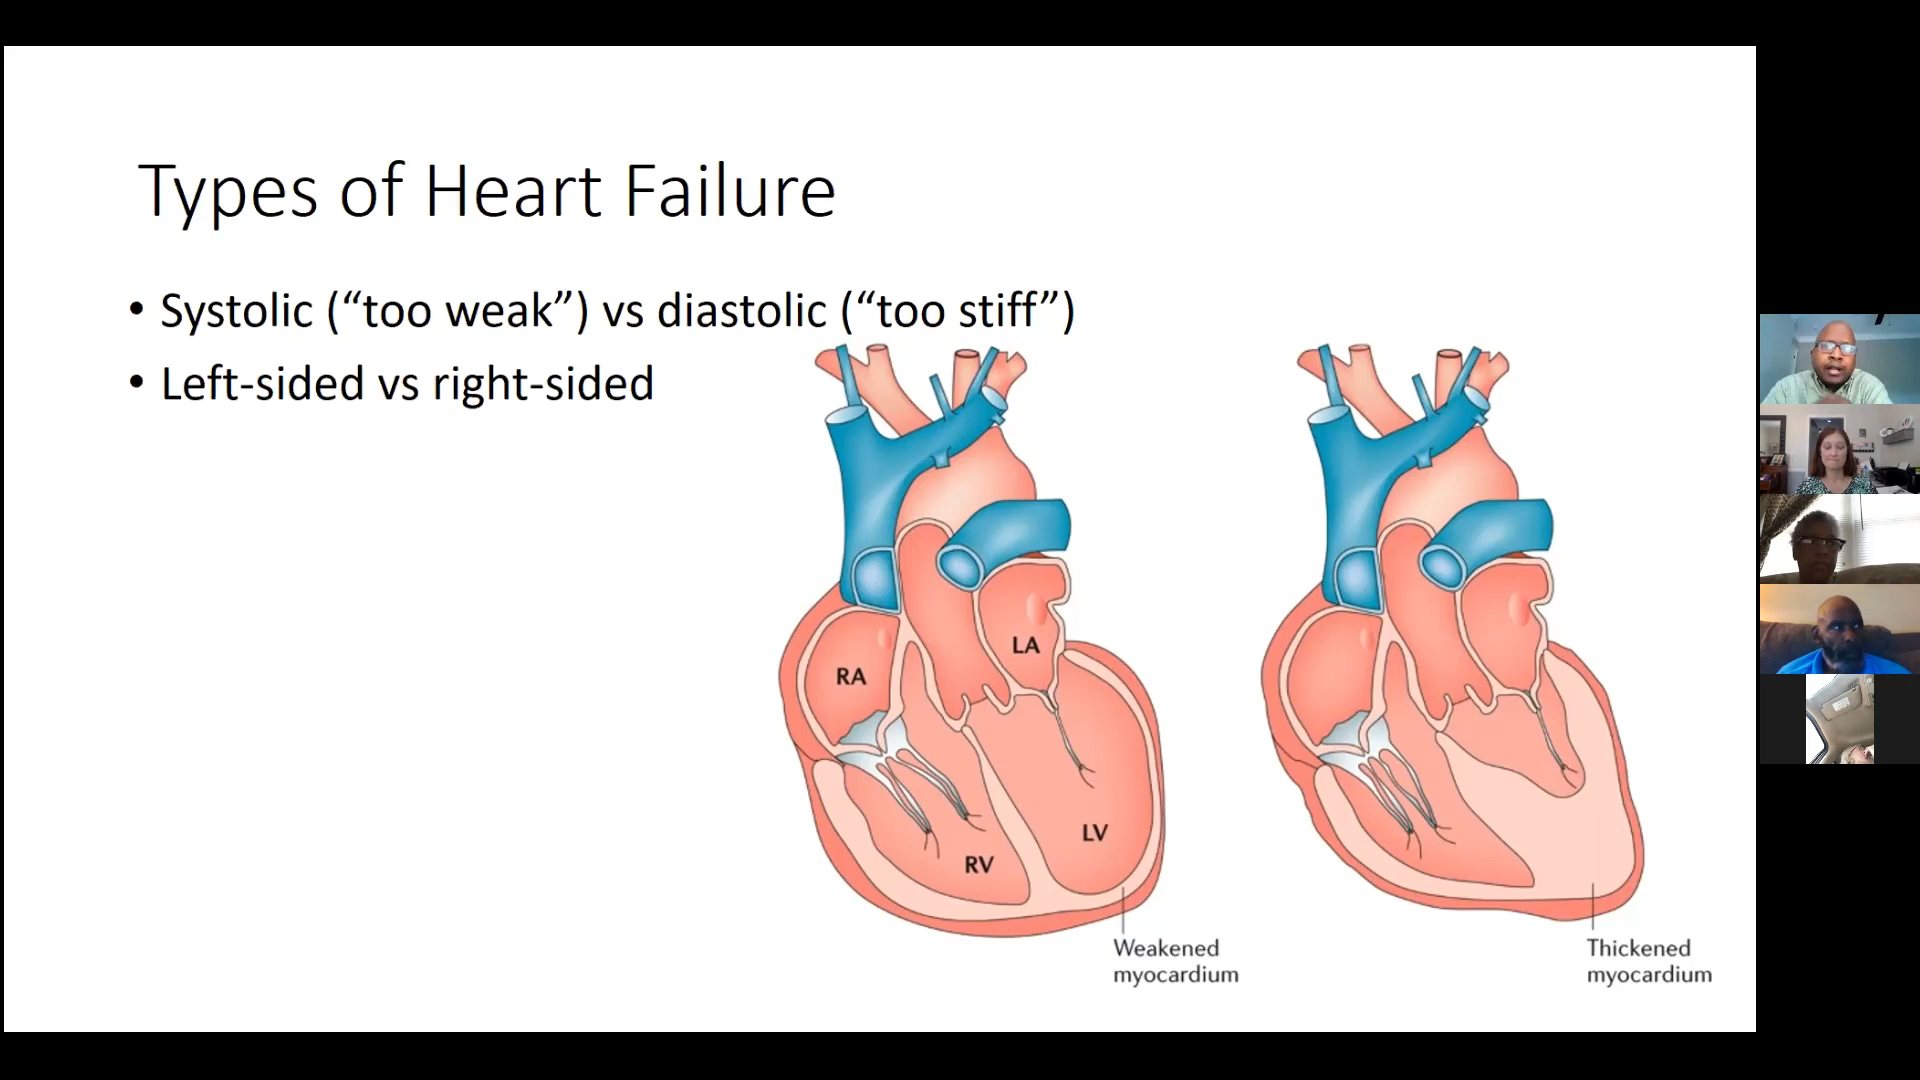 Types of Heart Failure
• Systolic (“too weak”) vs diastolic (“too stiff”)
• Left-sided vs right-sided
LA
RA
LV
RV
Weakened
myocardium
Thickened
myocardium